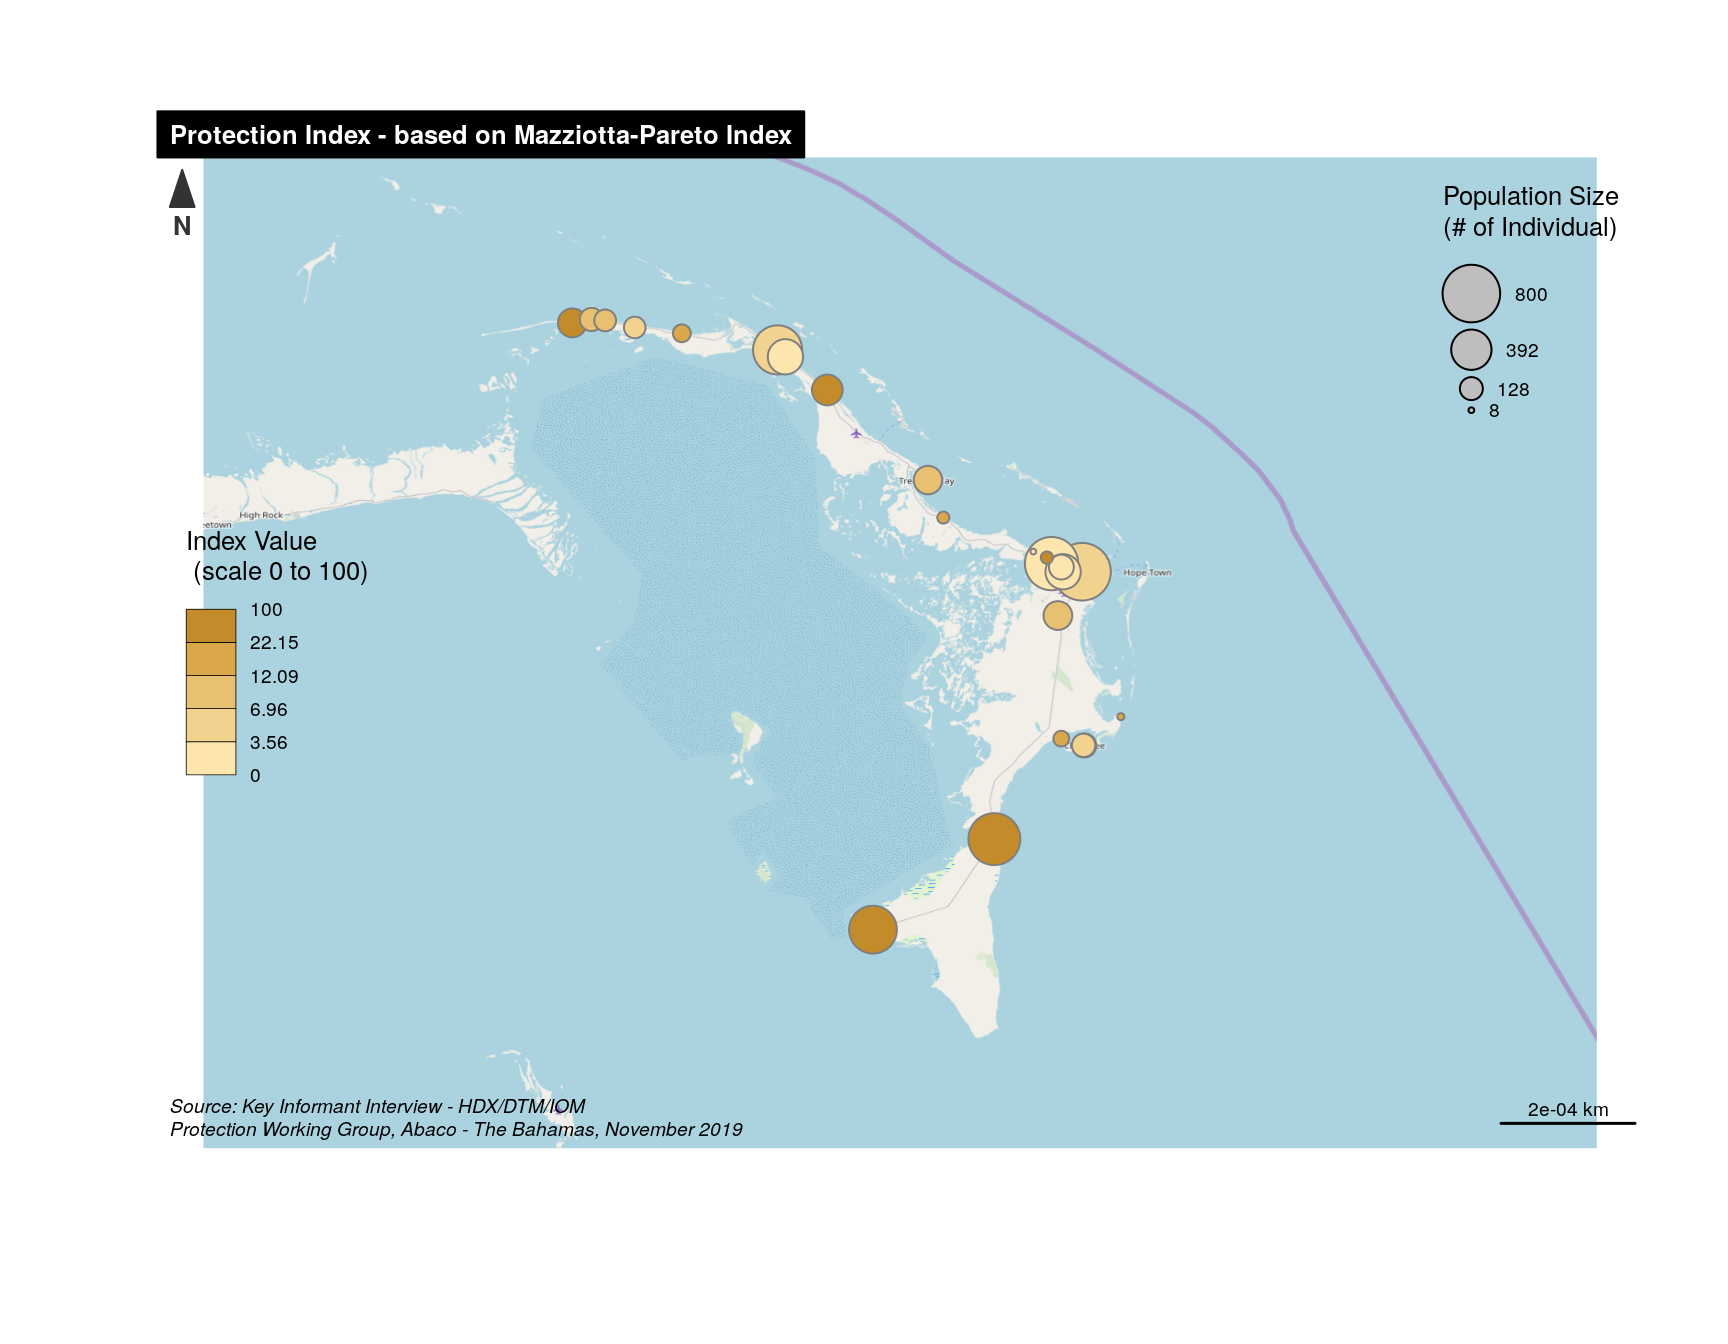 Protection Index - based on Mazziotta-Pareto Index
N
Population Size
(# of Individual)
800
392
128
8
High Rock
eetown
Index Value
(scale 0 to 100)
100
22.15
12.09
6.96
3.56
0
Hope Town
Source: Key Informant Interview - HDX/DTM/IOM
Protection Working Group, Abaco - The Bahamas, November 2019
2e-04 km